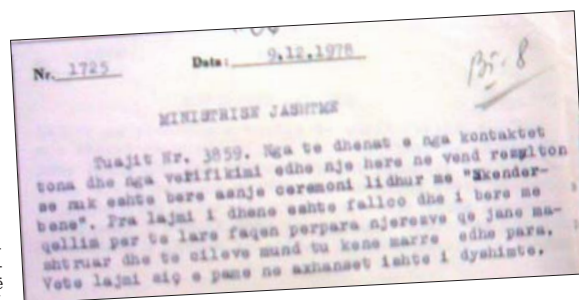 Nr. 1725 Data: 9.12.1978
MINISTRISE JASHTME
Tuajit Nr. 3859. Nga te dhenat e nga kontaktet
tona dhe nga verifikimi edhe nje here ne vend rezulton
se nuk eshte bere asnje ceremoni lidhur me "Skender-
bene". Pra lajmi i dhene eshte fallco dhe i bere me
qellim per te lare faqen perpara njerezve qe jane ma-
shtruar dhe te cileve mund tu kene marre edhe para.
Vete lajmi siç e pame ne axhanset ishte i dyshimte.